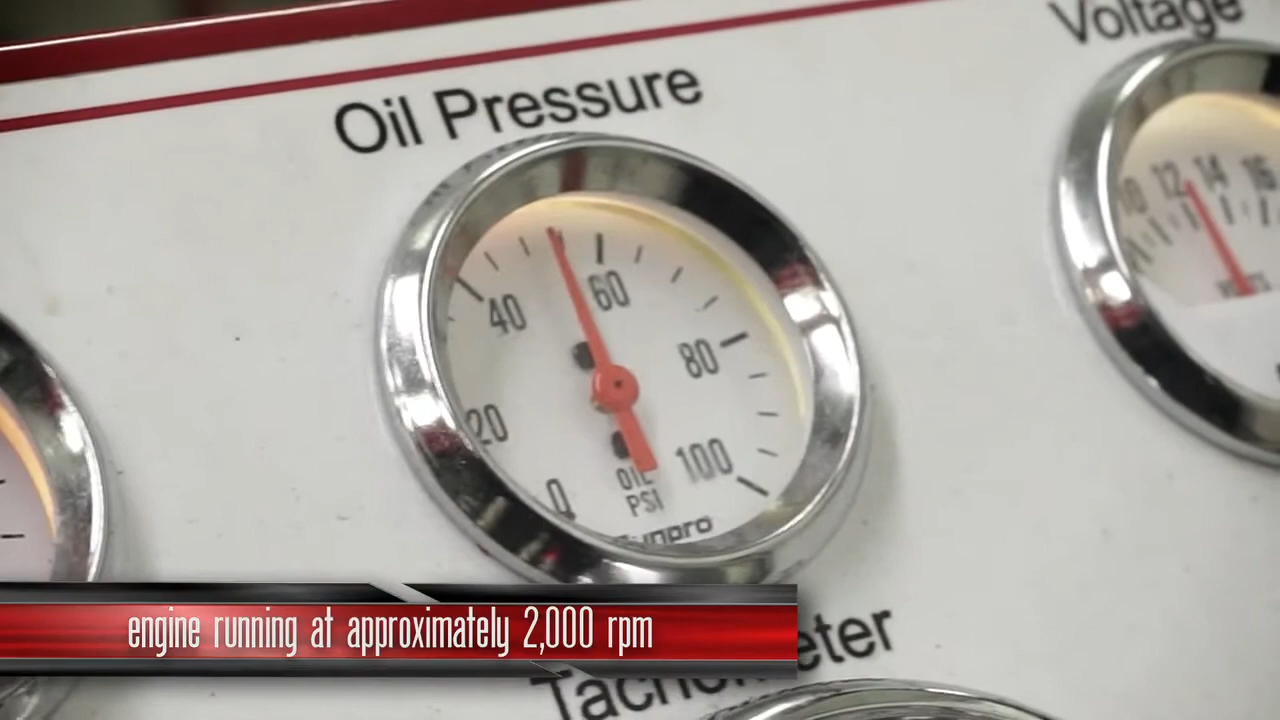 Voltage
Oil Pressure
10 12 14 16
40 60
80
20
100
0
OIL
PSI
engine running at approximately 2,000 rpm